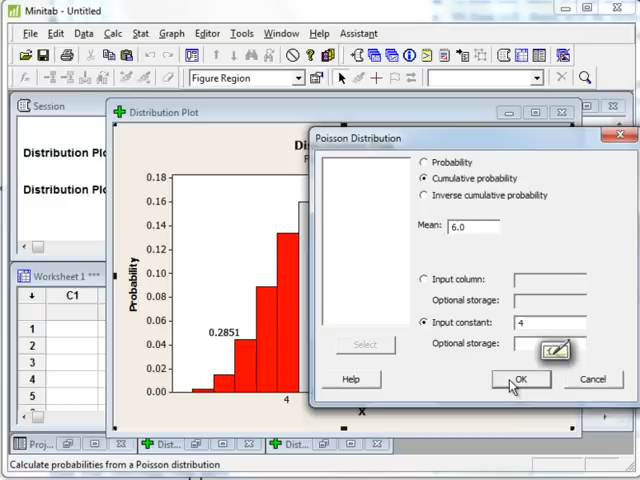 Minitab - Untitled
File Edit Data Calc Stat Graph Editor Tools Window Help Assistant
Figure Region
Session
Distribution Plo
Distribution Plo
Distribution Plot
Probability
0.18
0.16
0.14
0.12
0.10
0.08
0.06
0.04
0.02
0.00
0.2851
4
X
Poisson Distribution
Probability
Cumulative probability
Inverse cumulative probability
Mean: 6.0
Input column:
Optional storage:
Input constant: 4
Optional storage:
Select
Help
OK
Cancel
Worksheet 1 ***
C1
1
2
3
4
5
Proj...
Dist...
Dist...
Calculate probabilities from a Poisson distribution